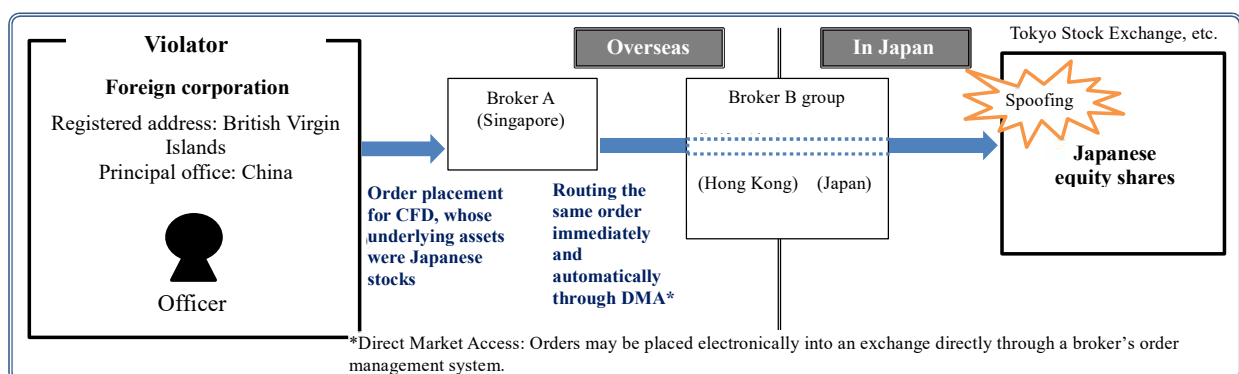 Violator
Foreign corporation
Registered address: British Virgin
Islands
Principal office: China
Officer
Overseas
In Japan
Tokyo Stock Exchange, etc.
Broker A
(Singapore)
Broker B group
(Hong Kong) (Japan)
Spoofing
Japanese
equity shares
Order placement
for CFD, whose
underlying assets
were Japanese
stocks
Routing the
same order
immediately
and
automatically
through DMA*
*Direct Market Access: Orders may be placed electronically into an exchange directly through a broker's order
management system.